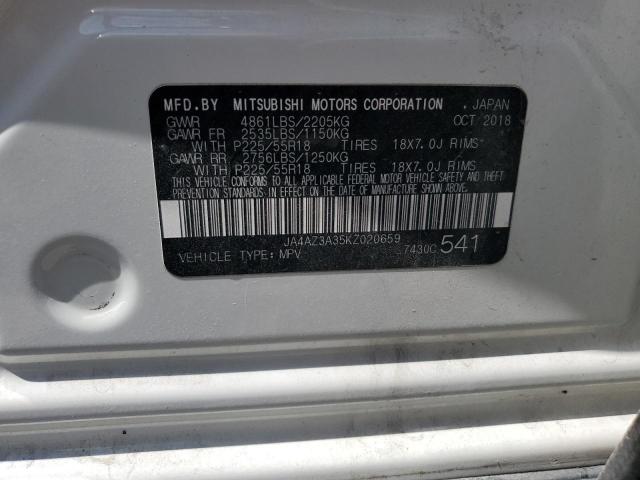 MFD.BY MITSUBISHI MOTORS CORPORATION , JAPAN
GVWR 4861LBS/2205KG OCT 2018
GAWR FR 2535LBS/1150KG
WITH P225/55R18 TIRES 18X7.0J RIMS
GAWR RR 2756LBS/1250KG
WITH P225/55R18 TIRES 18X7.0J RIMS
THIS VEHICLE CONFORMS TO ALL APPLICABLE FEDERAL MOTOR VEHICLE SAFETY, BUMPER AND THEFT
PREVENTION STANDARDS IN EFFECT ON THE DATE OF MANUFACTURE SHOWN ABOVE.
JA4AZ3A35KZ020659
VEHICLE TYPE:MPV 7430C 541